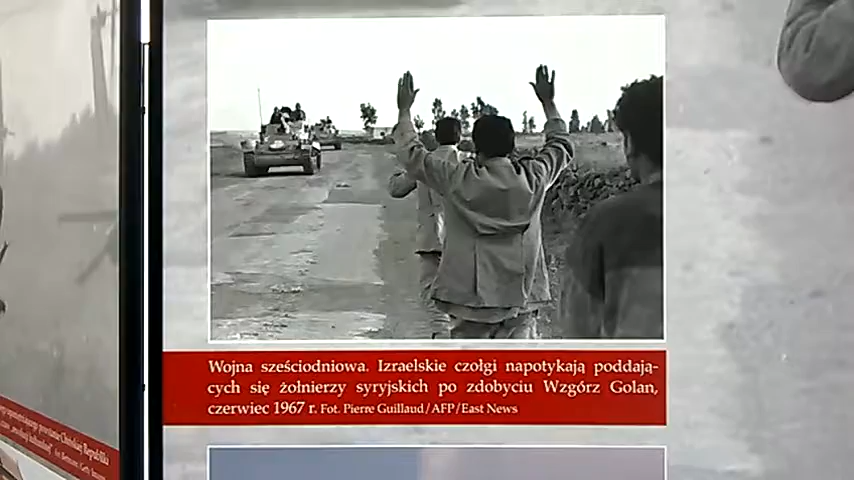 Wojna sześciodniowa. Izraelskie czołgi napotykają poddają-
cych się żołnierzy syryjskich po zdobyciu Wzgórz Golan,
czerwiec 1967 r. Fot. Pierre Guillaud/AFP/East News